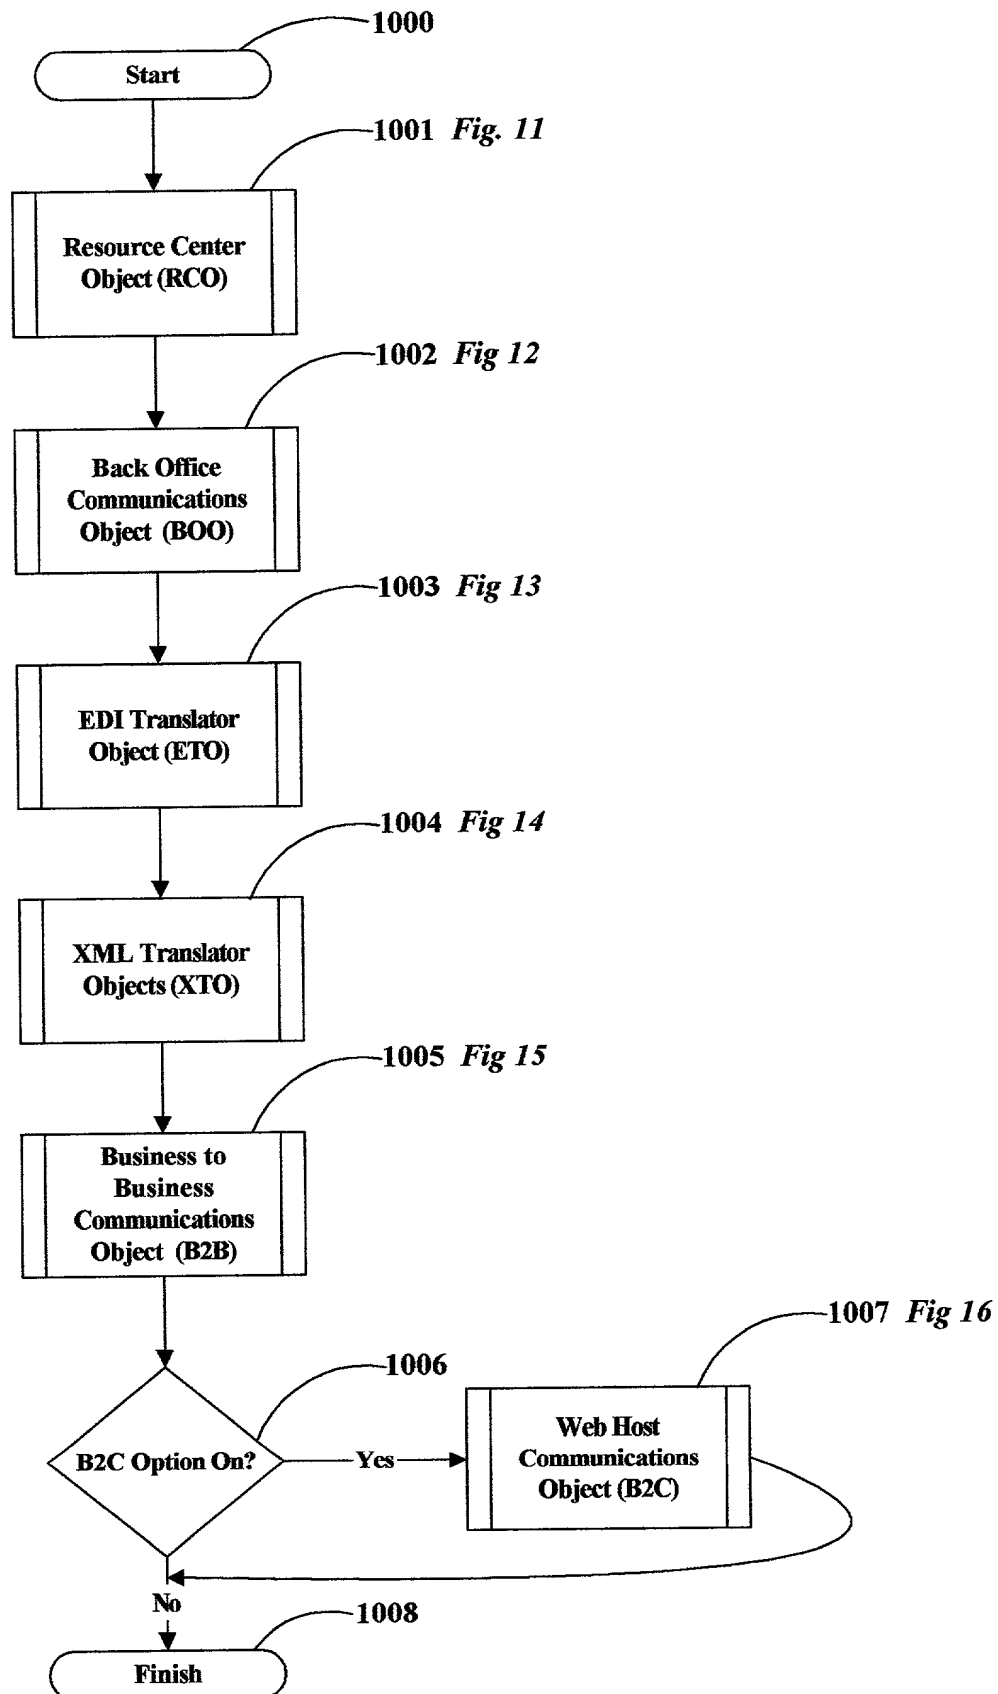 1000
Start
1001 Fig. 11
Resource Center
Object (RCO)
1002 Fig 12
Back Office
Communications
Object (BOO)
1003 Fig 13
EDI Translator
Object (ETO)
1004 Fig 14
XML Translator
Objects (XTO)
1005 Fig 15
Business to
Business
Communications
Object (B2B)
1007 Fig 16
1006
B2C Option On?
Yes
Web Host
Communications
Object (B2C)
No
1008
Finish